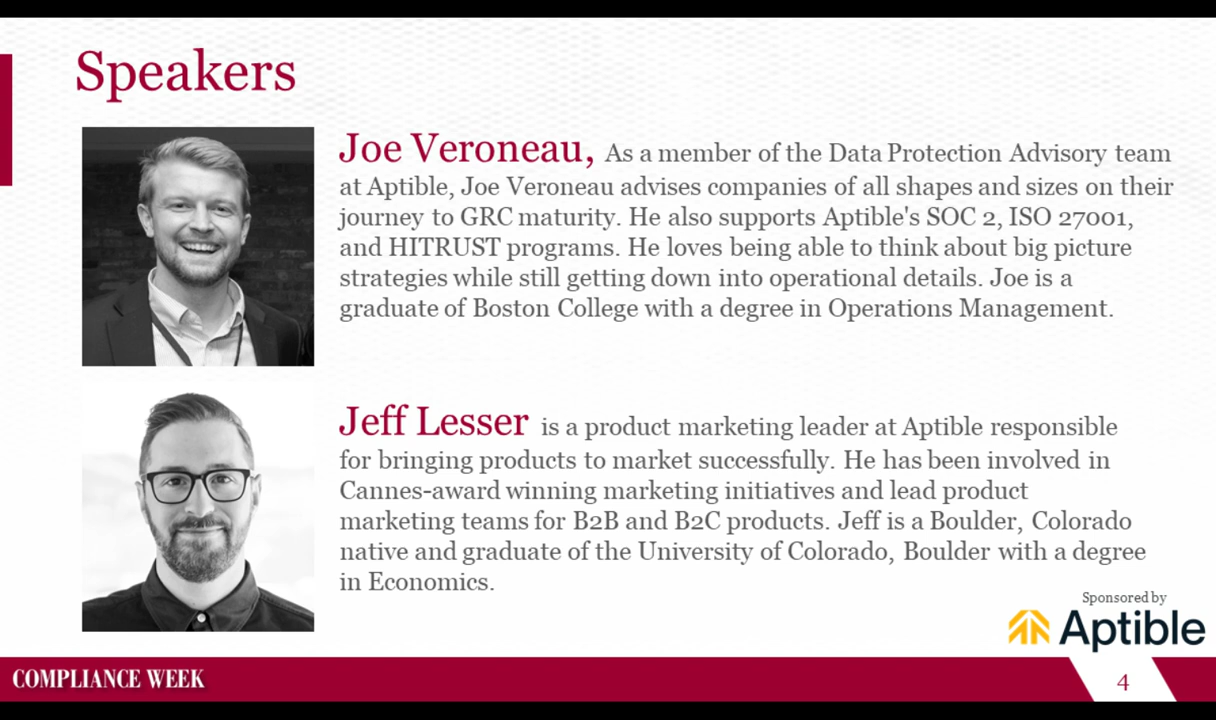 Speakers
Joe Veroneau, As a member of the Data Protection Advisory team
at Aptible, Joe Veroneau advises companies of all shapes and sizes on their
journey to GRC maturity. He also supports Aptible's SOC 2, ISO 27001,
and HITRUST programs. He loves being able to think about big picture
strategies while still getting down into operational details. Joe is a
graduate of Boston College with a degree in Operations Management.
Jeff Lesser is a product marketing leader at Aptible responsible
for bringing products to market successfully. He has been involved in
Cannes-award winning marketing initiatives and lead product
marketing teams for B2B and B2C products. Jeff is a Boulder, Colorado
native and graduate of the University of Colorado, Boulder with a degree
in Economics.
Sponsored by
Aptible
COMPLIANCE WEEK
4